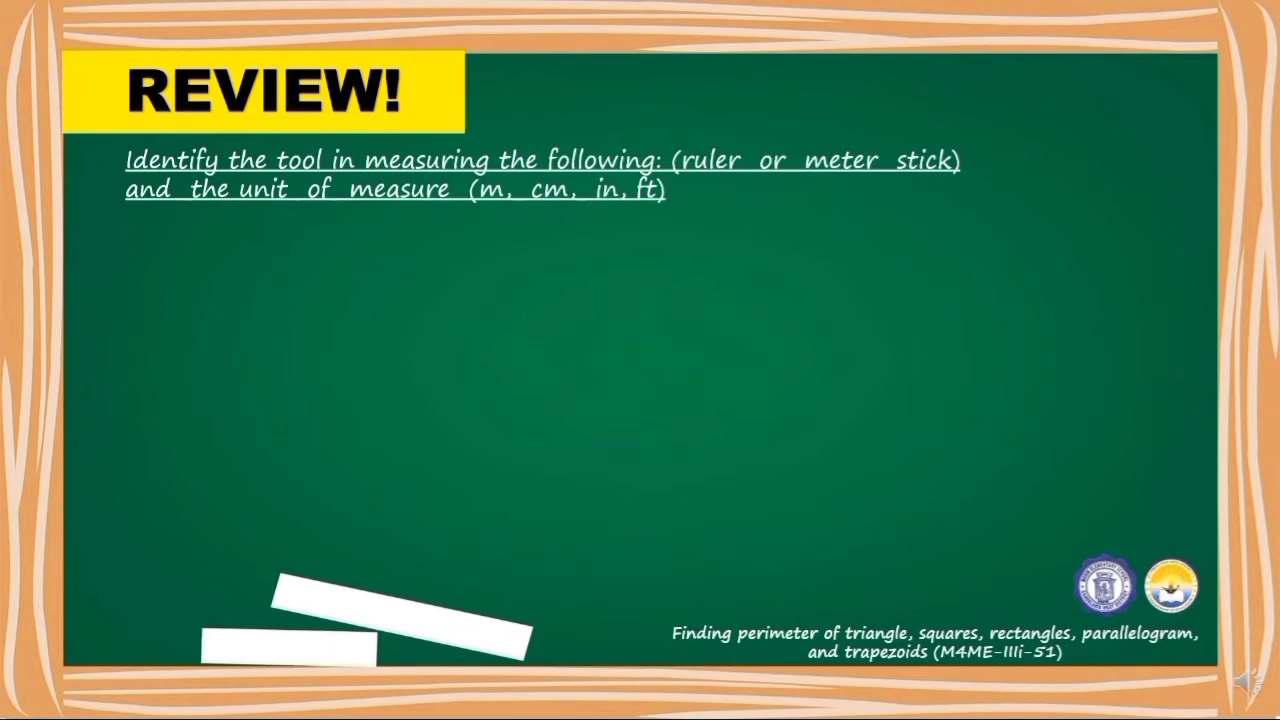 REVIEW!
Identify the tool in measuring the following: (ruler or meter stick)
and the unit of measure (m, cm, in, ft)
Finding perimeter of triangle, squares, rectangles, parallelogram,
and trapezoids (M4ME-IIIi-51)